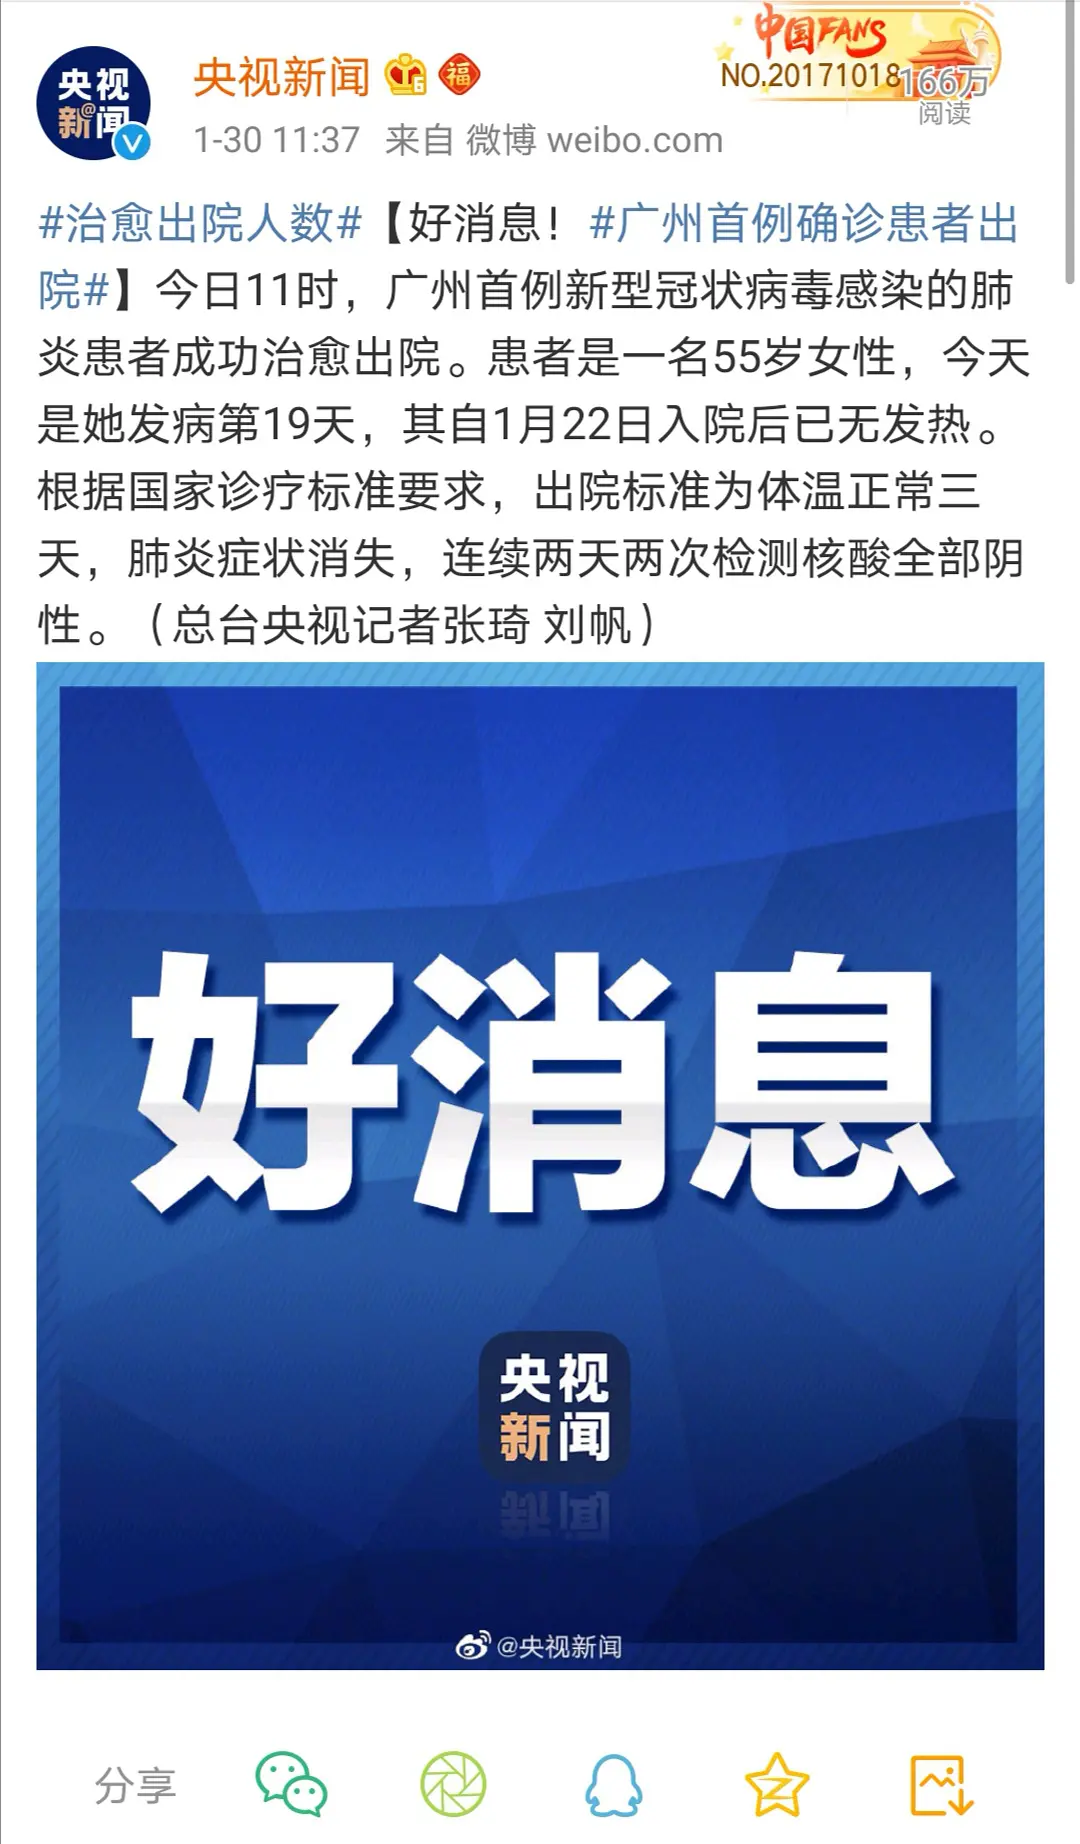 中国FANS
NO.20171018
166万
阅读
央视
新闻
央视新闻
福
1-30 11:37 来自 微博 weibo.com
#治愈出院人数#【好消息！#广州首例确诊患者出
院#】今日11时，广州首例新型冠状病毒感染的肺
炎患者成功治愈出院。患者是一名55岁女性，今天
是她发病第19天，其自1月22日入院后已无发热。
根据国家诊疗标准要求，出院标准为体温正常三
天，肺炎症状消失，连续两天两次检测核酸全部阴
性。（总台央视记者张琦 刘帆）
好消息
央视
新闻
@央视新闻
分享